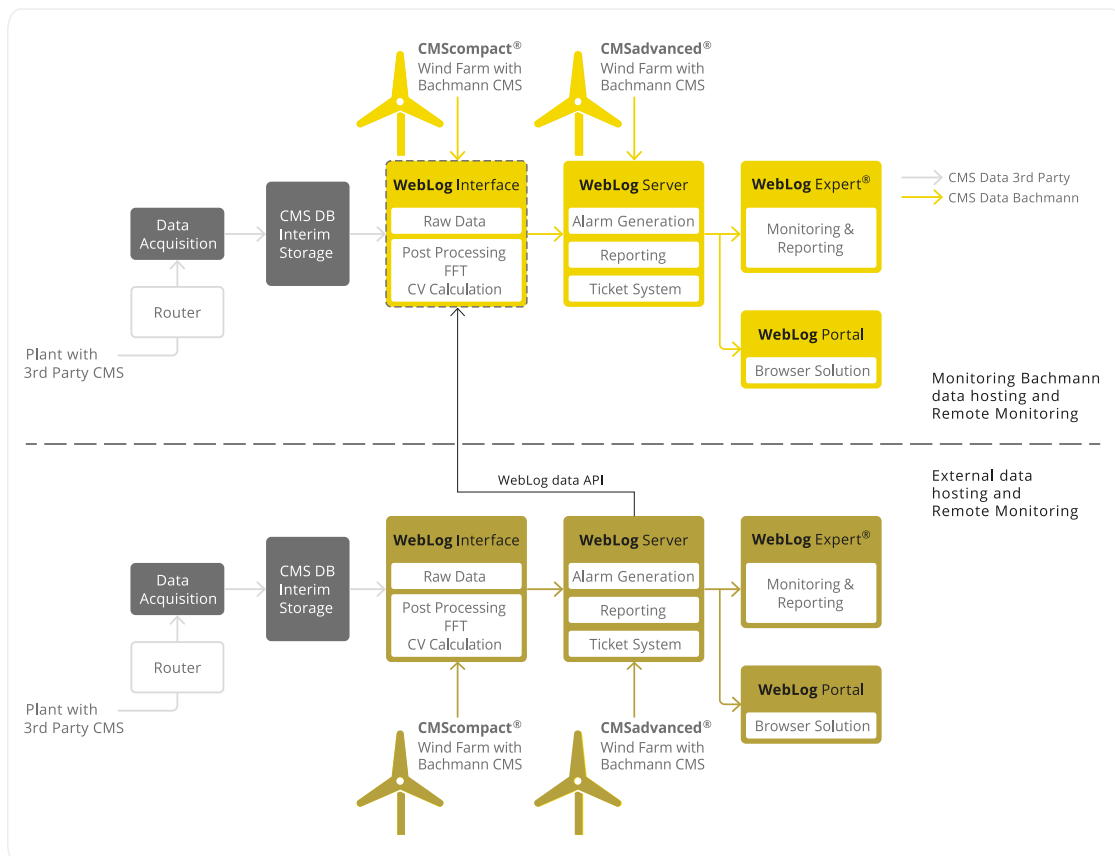 CMScompact®
Wind Farm with
Bachmann CMS
CMSadvanced®
Wind Farm with
Bachmann CMS
WebLog Interface
Raw Data
Post Processing
FFT
CV Calculation
WebLog Server
Alarm Generation
Reporting
Ticket System
WebLog Expert®
Monitoring &
Reporting
CMS Data 3rd Party
CMS Data Bachmann
Data
Acquisition
CMS DB
Interim
Storage
Router
Plant with
3rd Party CMS
WebLog Portal
Browser Solution
Monitoring Bachmann
data hosting and
Remote Monitoring
External data
hosting and
Remote Monitoring
WebLog data API
WebLog Interface
Raw Data
Post Processing
FFT
CV Calculation
WebLog Server
Alarm Generation
Reporting
Ticket System
WebLog Expert®
Monitoring &
Reporting
Data
Acquisition
CMS DB
Interim
Storage
Router
Plant with
3rd Party CMS
WebLog Portal
Browser Solution
CMScompact®
Wind Farm with
Bachmann CMS
CMSadvanced®
Wind Farm with
Bachmann CMS